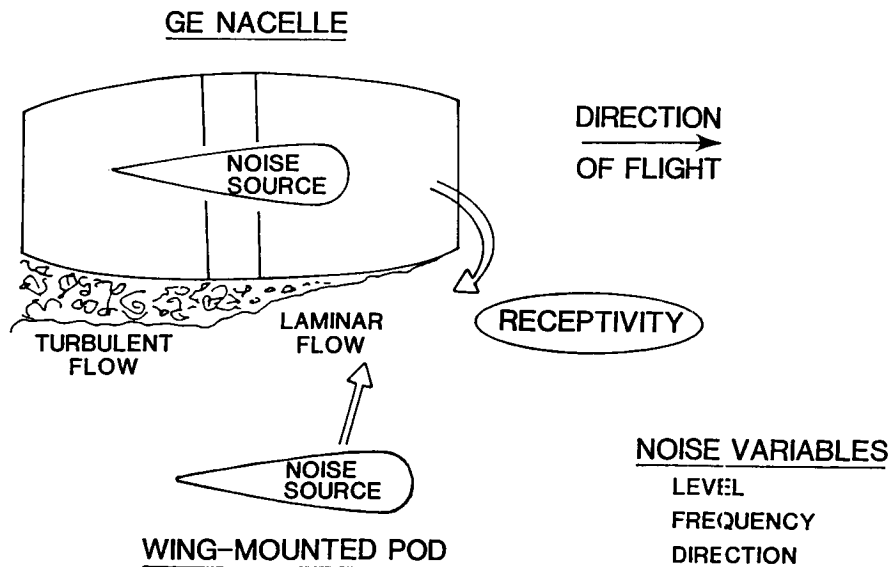 GE NACELLE
NOISE
SOURCE
DIRECTION
OF FLIGHT
RECEPTIVITY
TURBULENT
FLOW
LAMINAR
FLOW
NOISE
SOURCE
WING-MOUNTED POD
NOISE VARIABLES
LEVEL
FREQUENCY
DIRECTION